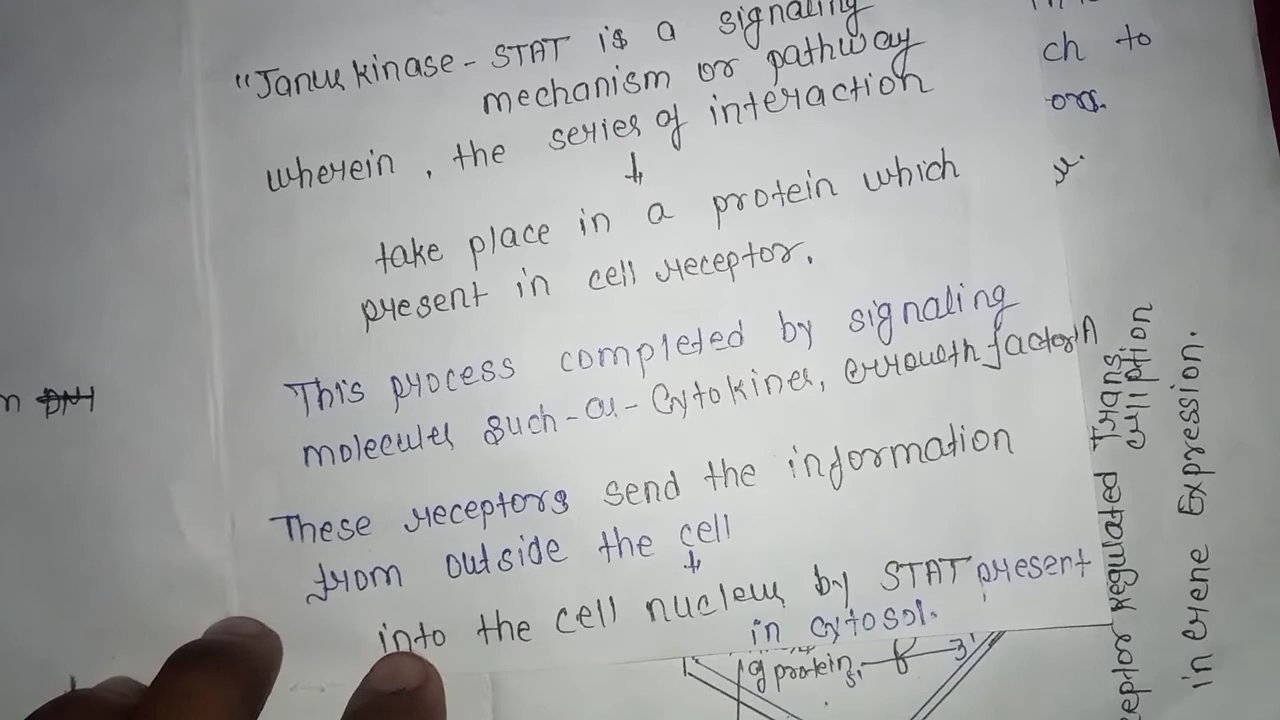 "Janus kinase - STAT is a signaling
mechanism or pathway
wherein, the series of interaction
take place in a protein which
present in cell receptor.
This process completed by signaling
molecules such-as-Cytokines, Growth factor
These receptors send the information
from outside the cell
into the cell nucleus by STAT present
in cytosol.
g protein
3'
ch to
ors.
n
eptor Regulated Trans
cription
in Gene Expression.